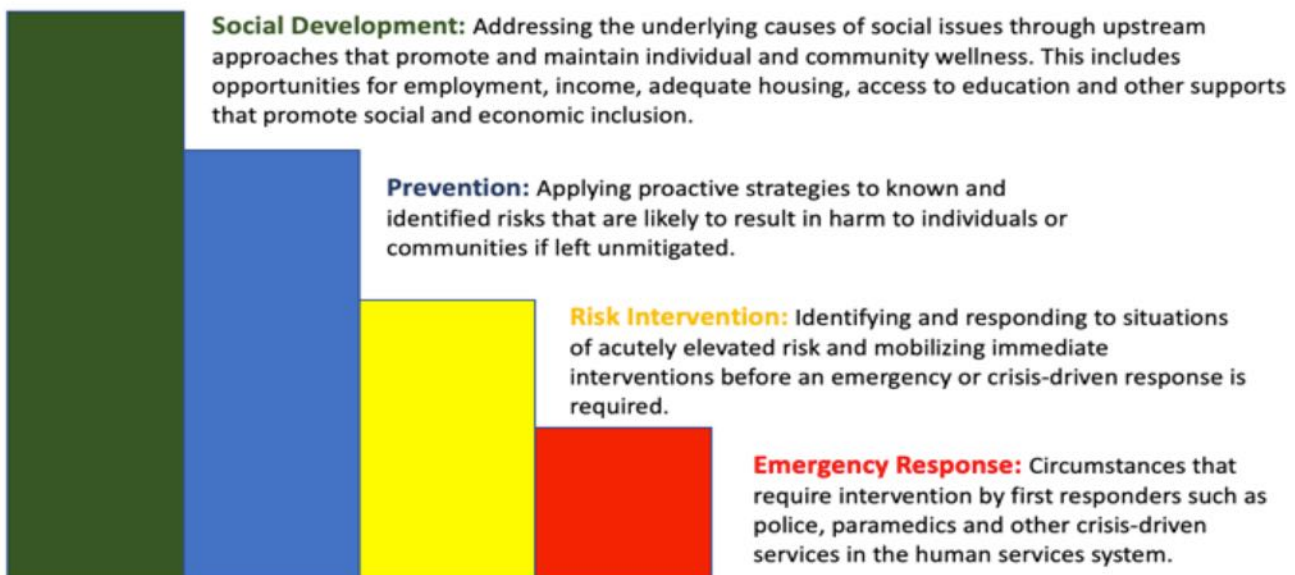 Social Development: Addressing the underlying causes of social issues through upstream
approaches that promote and maintain individual and community wellness. This includes
opportunities for employment, income, adequate housing, access to education and other supports
that promote social and economic inclusion.
Prevention: Applying proactive strategies to known and
identified risks that are likely to result in harm to individuals or
communities if left unmitigated.
Risk Intervention: Identifying and responding to situations
of acutely elevated risk and mobilizing immediate
interventions before an emergency or crisis-driven response is
required.
Emergency Response: Circumstances that
require intervention by first responders such as
police, paramedics and other crisis-driven
services in the human services system.